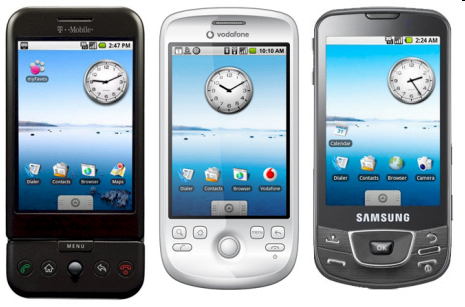 T··Mobile·
2:47 PM
myFaves
Dialer
Contacts
Browser
Maps
MENU
vodafone
10:10 AM
Dialer
Contacts
Browser
Vodafone
MENU
2:24 AM
Calendar
Dialer
Contacts
Browser
Camera
SAMSUNG
OK